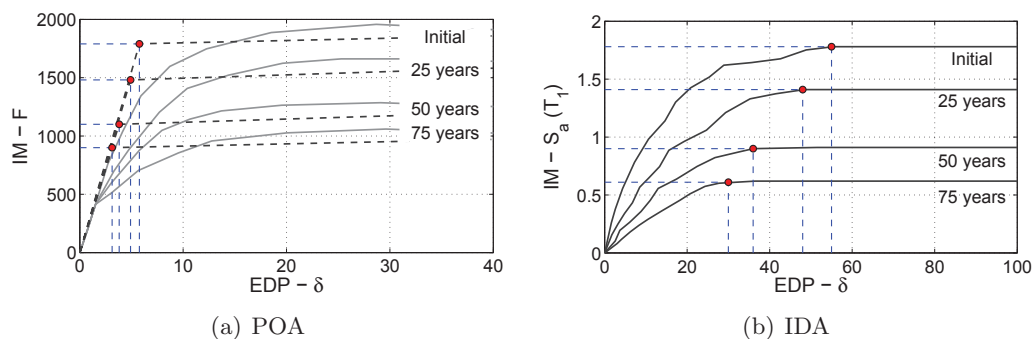 2000
1500
1000
500
0
IM − F
0 10 20 30 40
EDP − δ
Initial
25 years
50 years
75 years
(a) POA
2
1.5
1
0.5
0
IM − Sₐ (T₁)
0 20 40 60 80 100
EDP − δ
Initial
25 years
50 years
75 years
(b) IDA